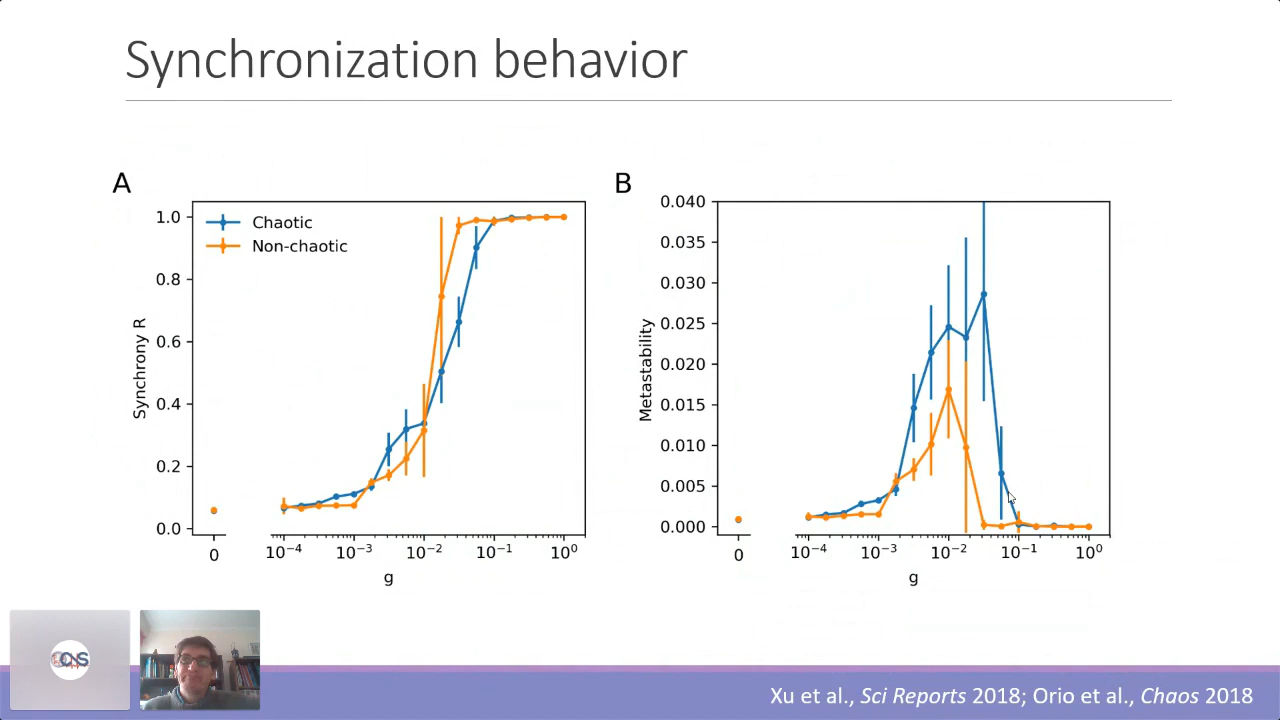 Synchronization behavior
A
B
Chaotic
Non-chaotic
1.0
0.8
0.6
0.4
0.2
0.0
Synchrony R
0
10⁻⁴
10⁻³
10⁻²
10⁻¹
10⁰
g
0.040
0.035
0.030
0.025
0.020
0.015
0.010
0.005
0.000
Metastability
0
10⁻⁴
10⁻³
10⁻²
10⁻¹
10⁰
g
Xu et al., Sci Reports 2018; Orio et al., Chaos 2018